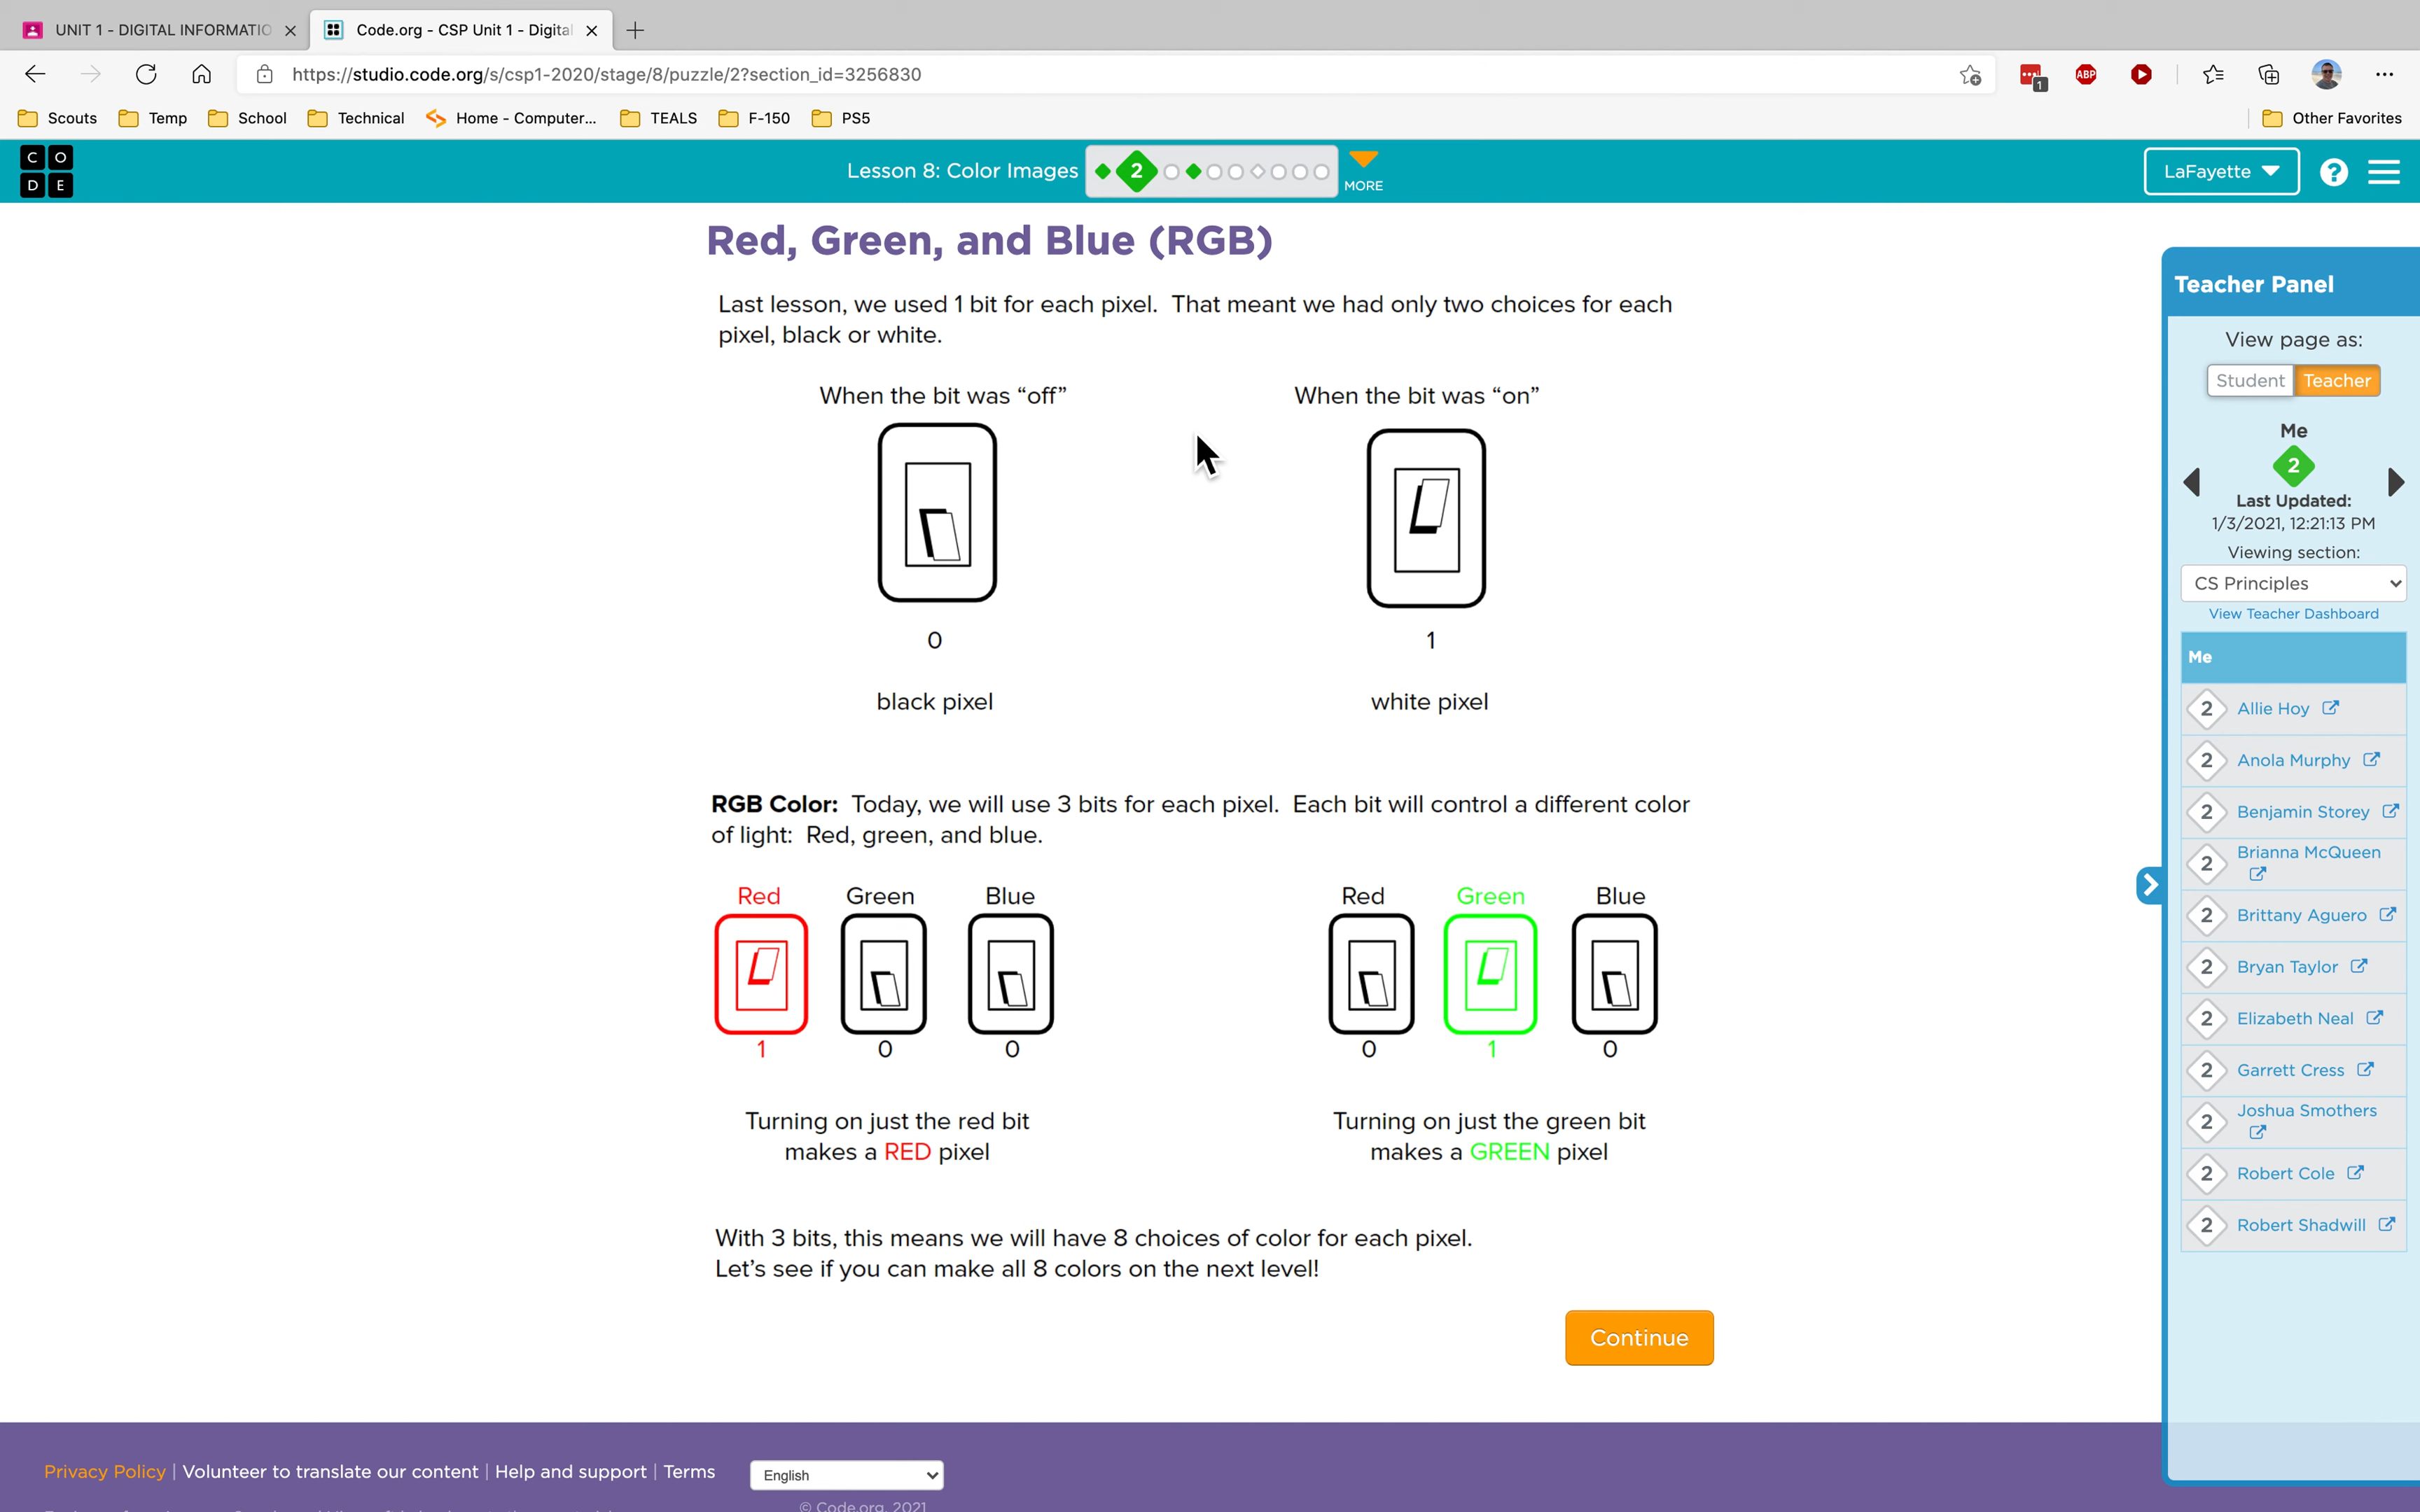 UNIT 1 - DIGITAL INFORMATIO
Code.org - CSP Unit 1 - Digital
https://studio.code.org/s/csp1-2020/stage/8/puzzle/2?section_id=3256830
1
ABP
Scouts
Temp
School
Technical
Home - Computer...
TEALS
F-150
PS5
Other Favorites
C O
D E
Lesson 8: Color Images
2
MORE
LaFayette
?
Red, Green, and Blue (RGB)
Last lesson, we used 1 bit for each pixel. That meant we had only two choices for each
pixel, black or white.
When the bit was “off”
When the bit was “on”
0
1
black pixel
white pixel
RGB Color: Today, we will use 3 bits for each pixel. Each bit will control a different color
of light: Red, green, and blue.
Red Green Blue
Red Green Blue
1 0 0
0 1 0
Turning on just the red bit
makes a RED pixel
Turning on just the green bit
makes a GREEN pixel
With 3 bits, this means we will have 8 choices of color for each pixel.
Let’s see if you can make all 8 colors on the next level!
Continue
Teacher Panel
View page as:
Student Teacher
Me
2
Last Updated:
1/3/2021, 12:21:13 PM
Viewing section:
CS Principles
View Teacher Dashboard
Me
2 Allie Hoy
2 Anola Murphy
2 Benjamin Storey
2 Brianna McQueen
2 Brittany Aguero
2 Bryan Taylor
2 Elizabeth Neal
2 Garrett Cress
2 Joshua Smothers
2 Robert Cole
2 Robert Shadwill
Privacy Policy | Volunteer to translate our content | Help and support | Terms
English
© Code.org, 2021